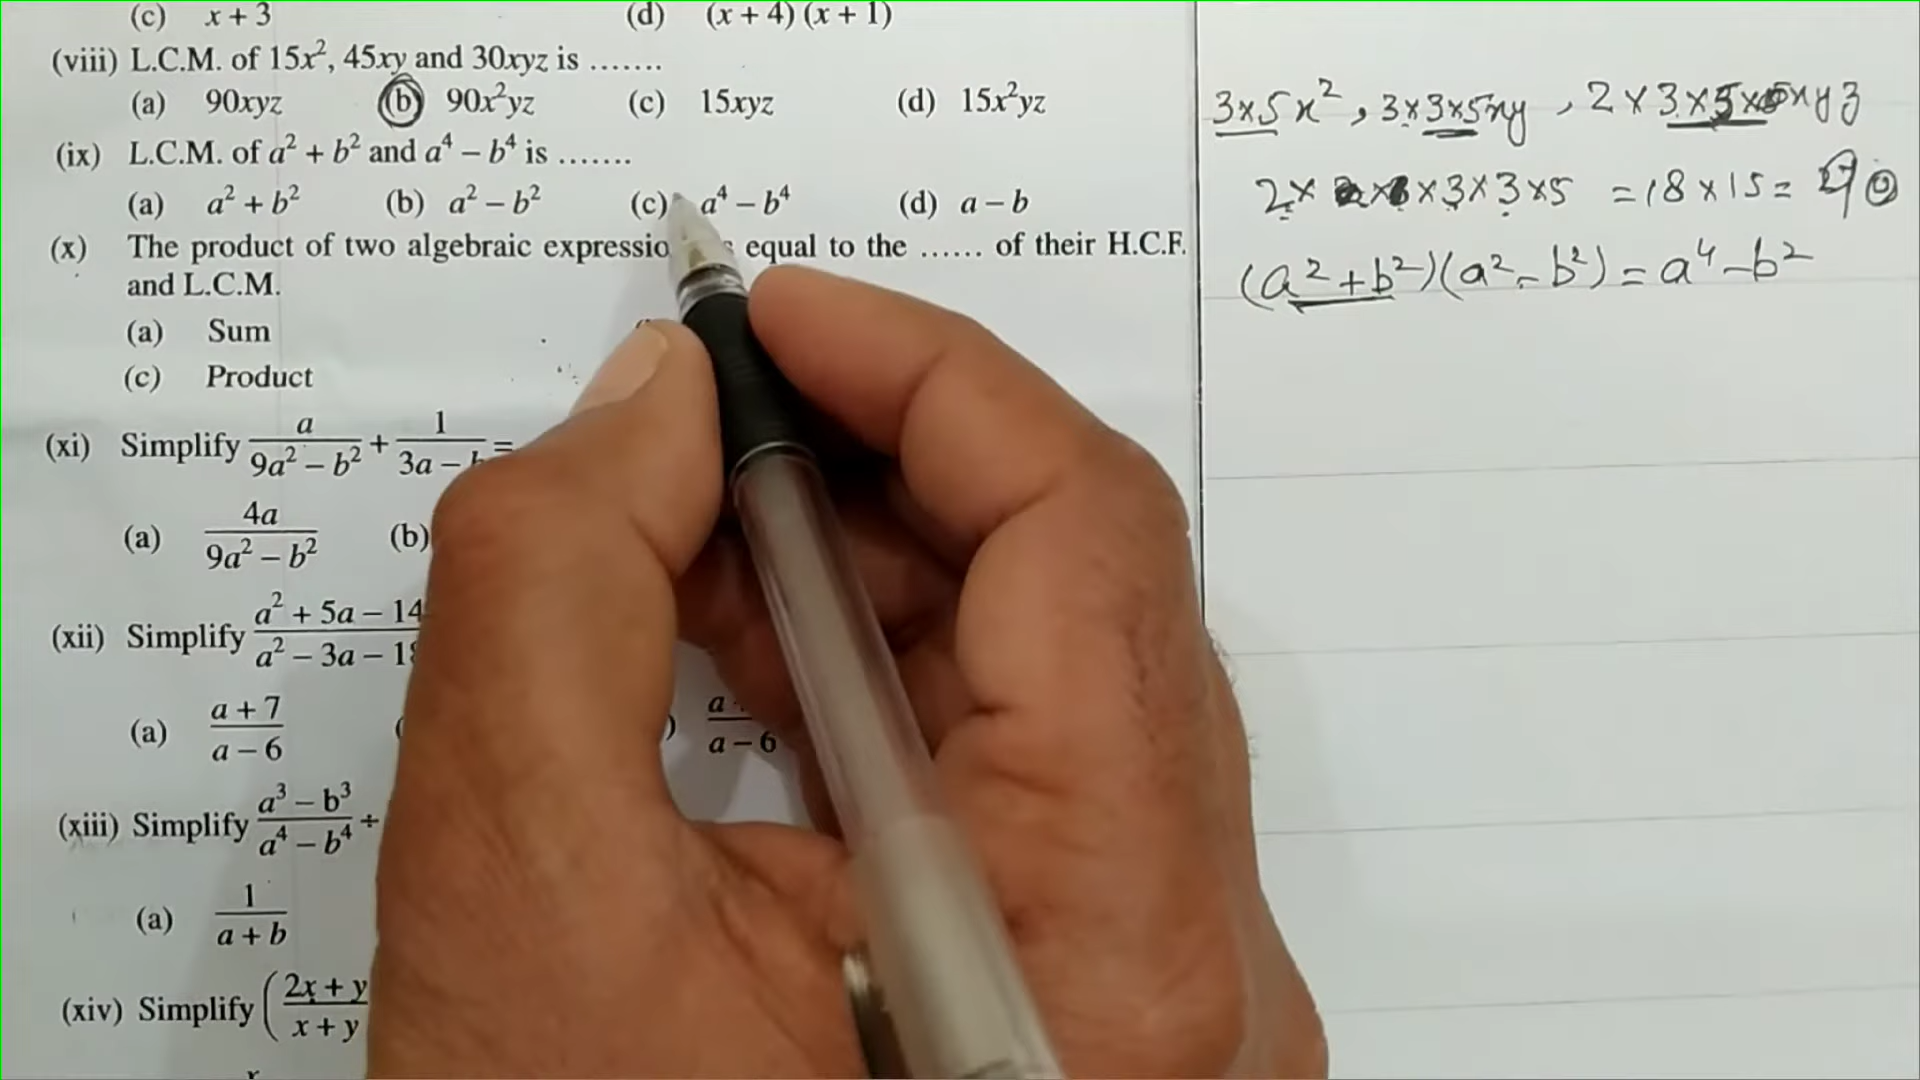 (c) x + 3 (d) (x + 4) (x + 1)
(viii) L.C.M. of 15x², 45xy and 30xyz is .......
(a) 90xyz (b) 90x²yz (c) 15xyz (d) 15x²yz
(ix) L.C.M. of a² + b² and a⁴ – b⁴ is .......
(a) a² + b² (b) a² – b² (c) a⁴ – b⁴ (d) a – b
(x) The product of two algebraic expressio equal to the ...... of their H.C.F.
and L.C.M.
(a) Sum
(c) Product
(xi) Simplify a/(9a² – b²) + 1/(3a – b) =
(a) 4a/(9a² – b²) (b)
(xii) Simplify (a² + 5a – 14)/(a² – 3a – 18)
(a) (a + 7)/(a – 6) a/(a – 6)
(xiii) Simplify (a³ – b³)/(a⁴ – b⁴) ÷
(a) 1/(a + b)
(xiv) Simplify ((2x + y)/(x + y)
x
3×5x², 3×3×5xy, 2×3×5xyz
2× ×3×3×5 = 18×15 = 90
(a²+b²)(a²-b²) = a⁴-b²